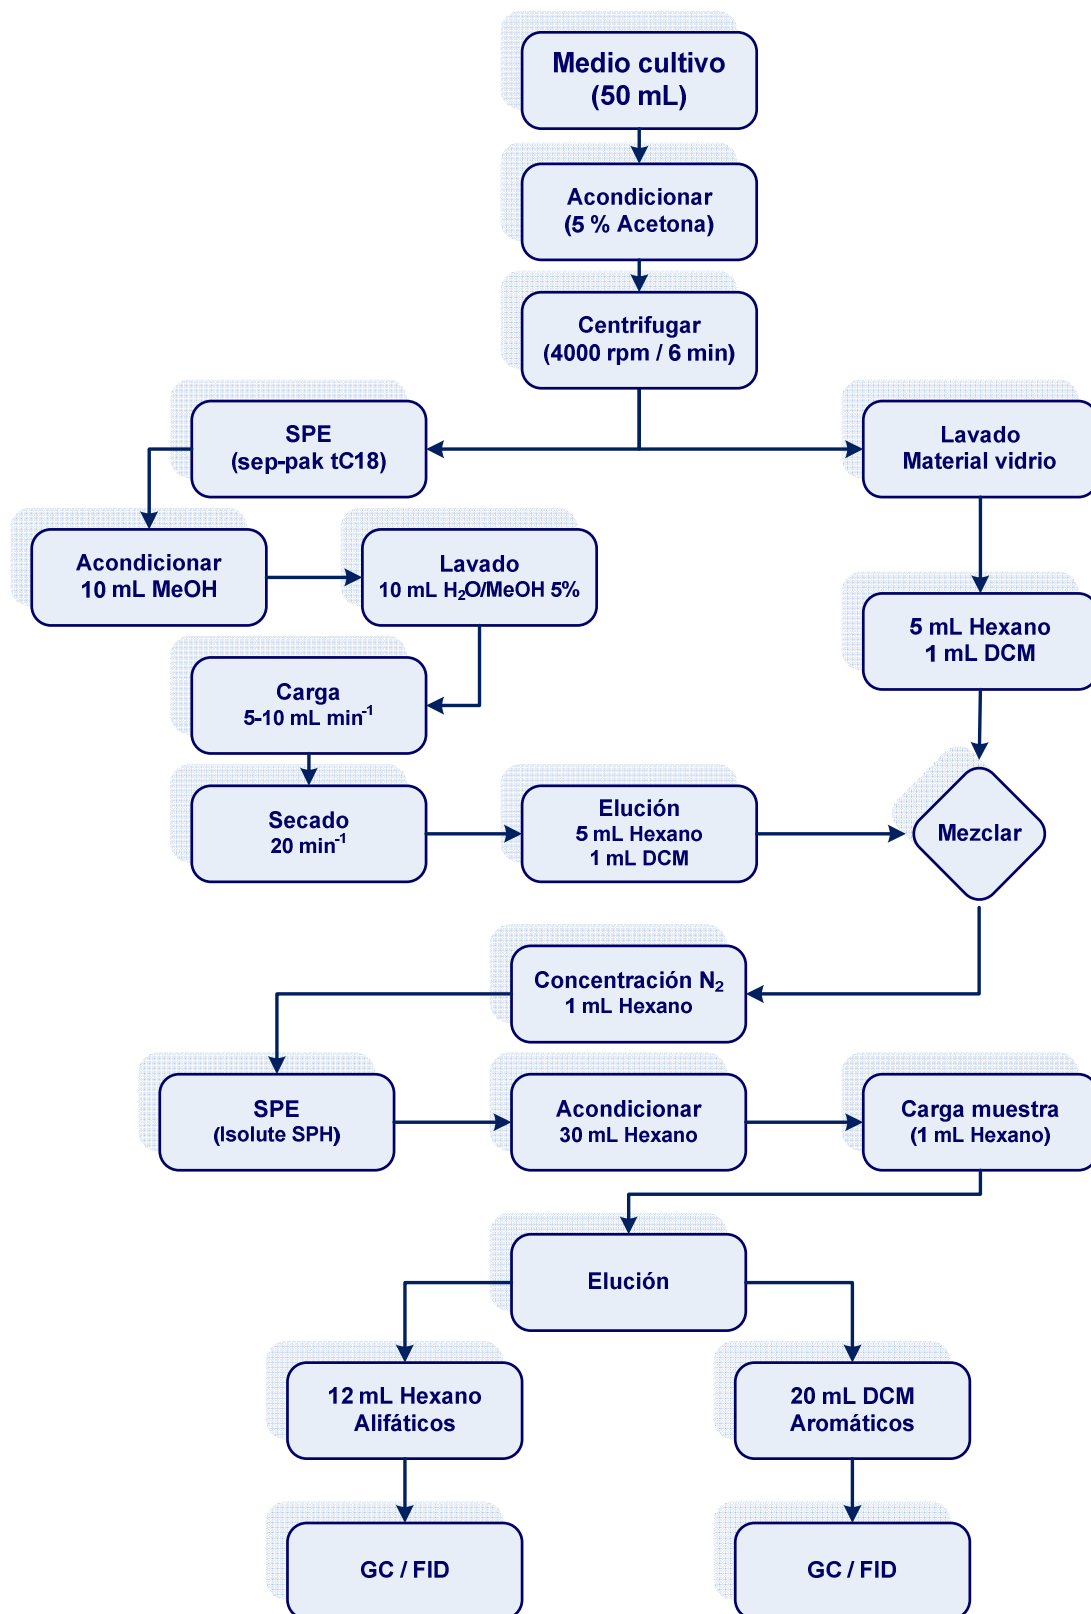 Medio cultivo
(50 mL)
Acondicionar
(5 % Acetona)
Centrifugar
(4000 rpm / 6 min)
SPE
(sep-pak tC18)
Lavado
Material vidrio
Acondicionar
10 mL MeOH
Lavado
10 mL H₂O/MeOH 5%
5 mL Hexano
1 mL DCM
Carga
5-10 mL min⁻¹
Secado
20 min⁻¹
Elución
5 mL Hexano
1 mL DCM
Mezclar
Concentración N₂
1 mL Hexano
SPE
(Isolute SPH)
Acondicionar
30 mL Hexano
Carga muestra
(1 mL Hexano)
Elución
12 mL Hexano
Alifáticos
20 mL DCM
Aromáticos
GC / FID
GC / FID